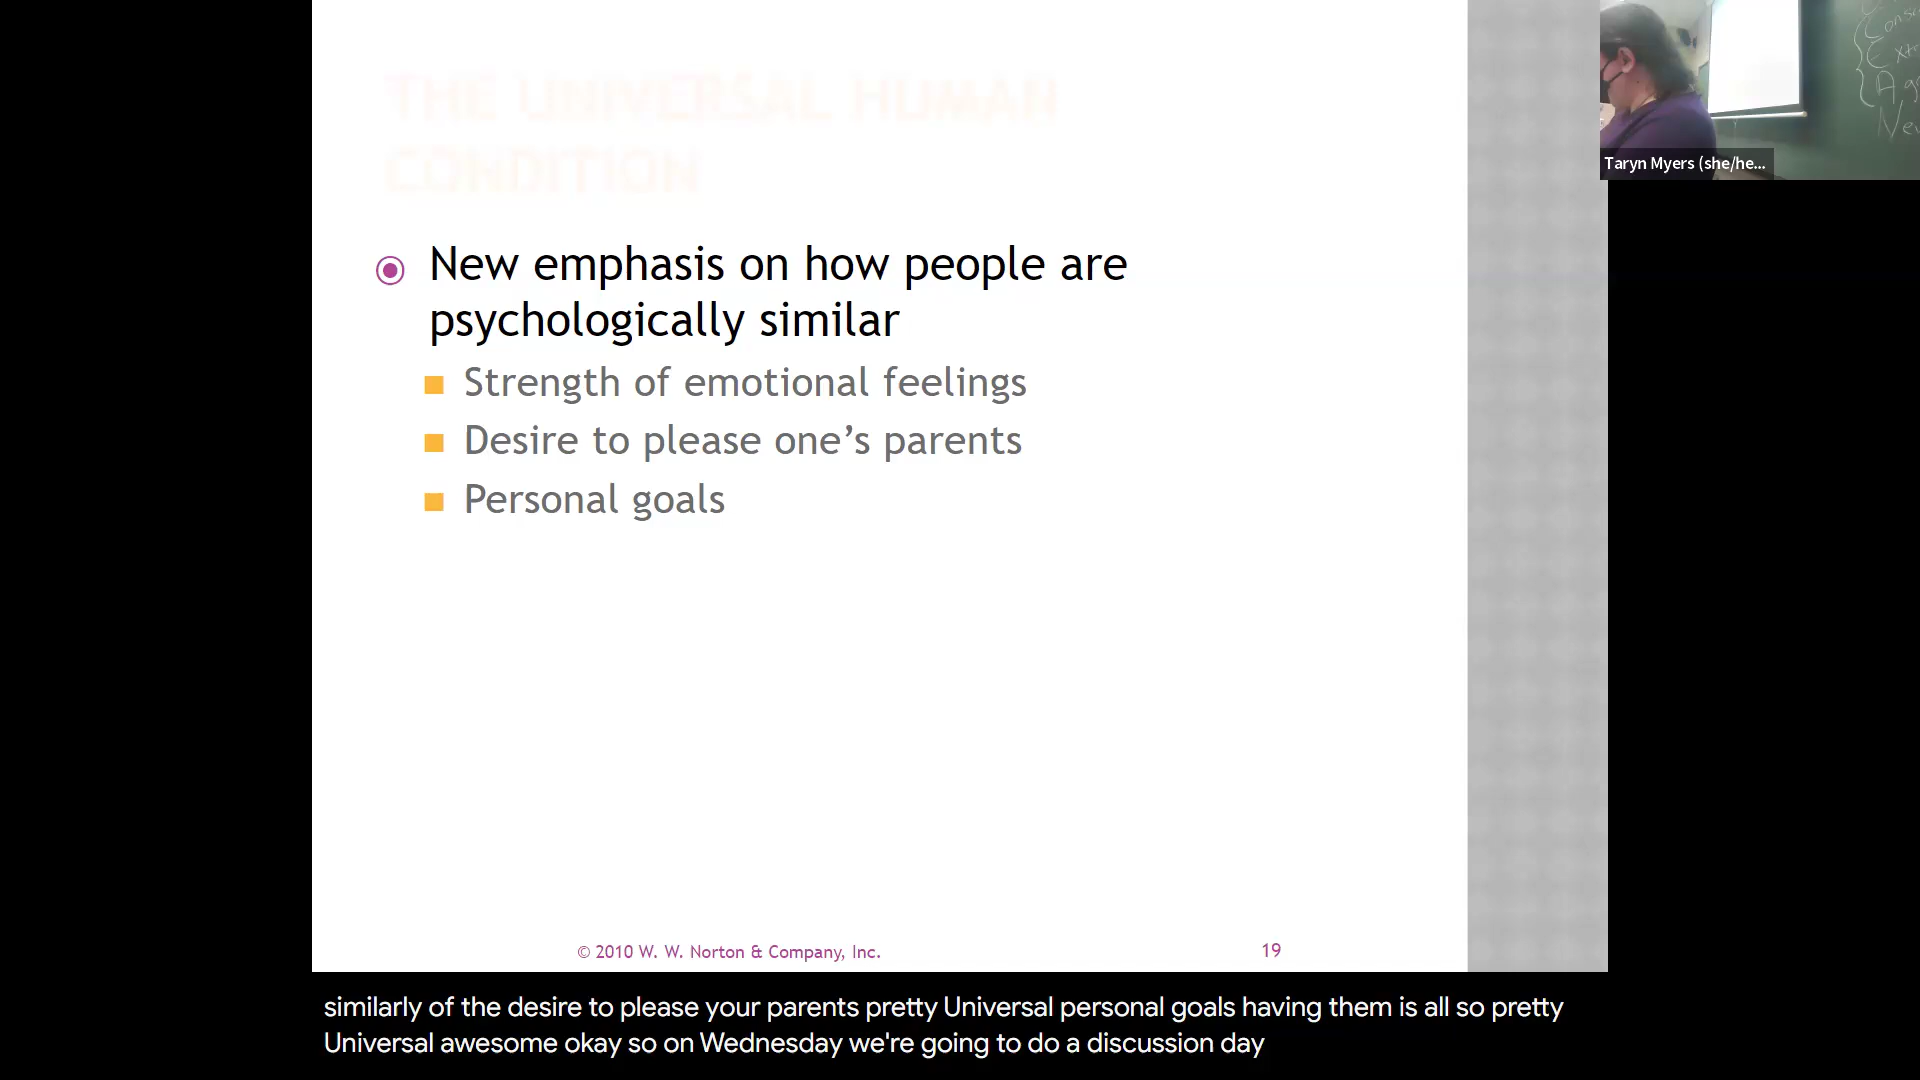 THE UNIVERSAL HUMAN
CONDITION
New emphasis on how people are
psychologically similar
Strength of emotional feelings
Desire to please one’s parents
Personal goals
© 2010 W. W. Norton & Company, Inc.
19
Taryn Myers (she/he...
similarly of the desire to please your parents pretty Universal personal goals having them is all so pretty
Universal awesome okay so on Wednesday we're going to do a discussion day